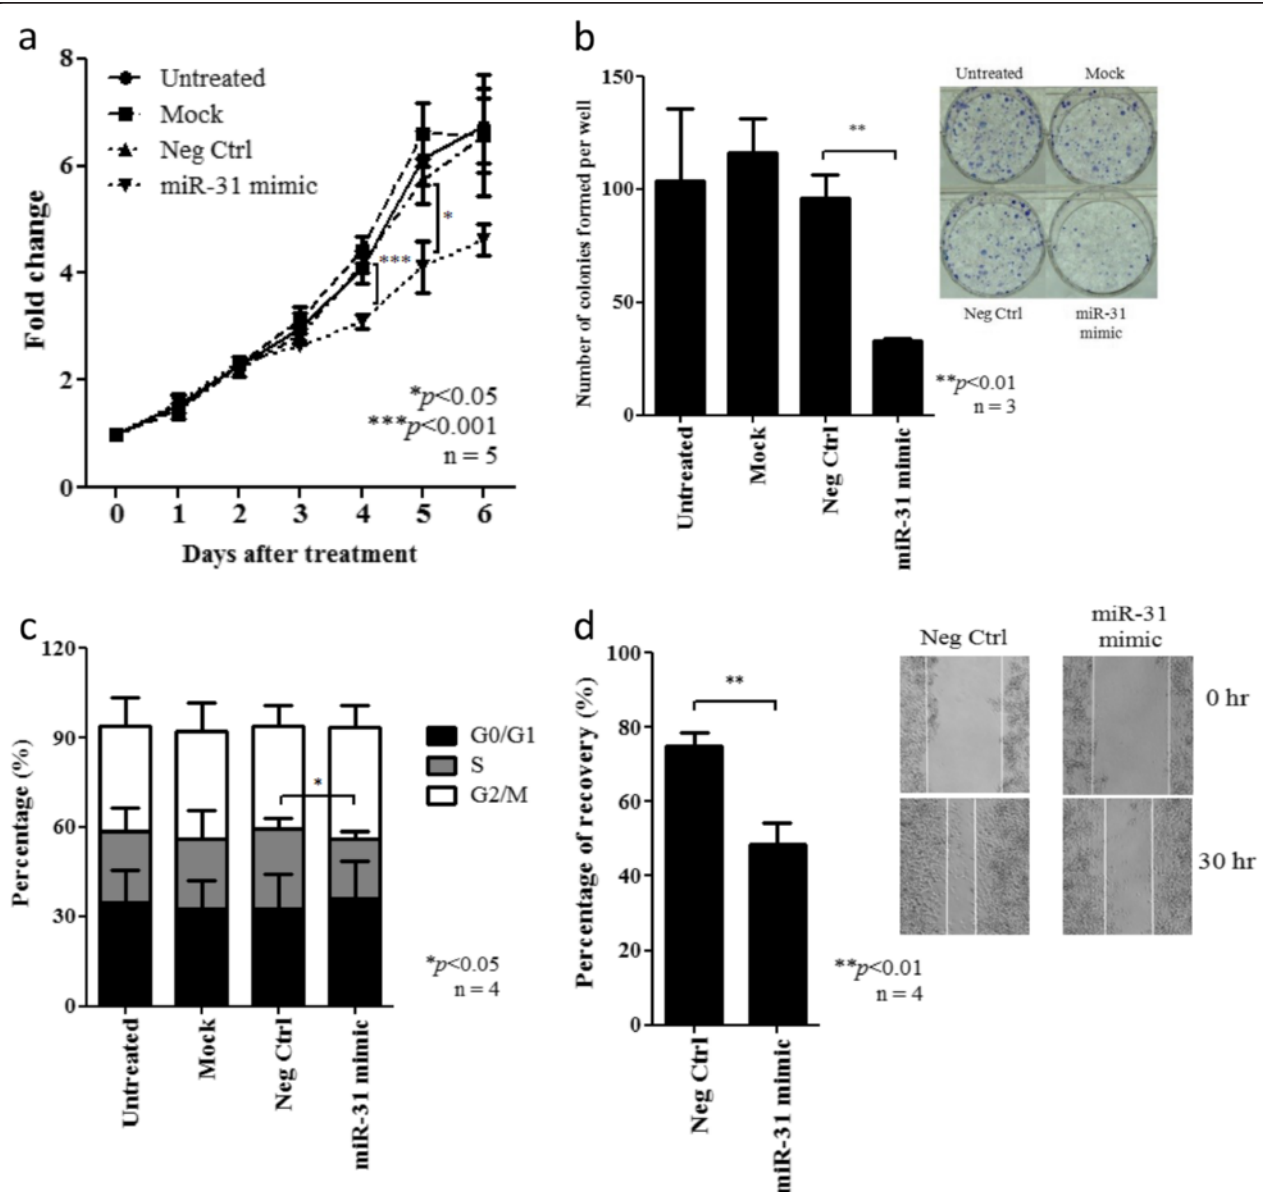 a
8
6
4
2
0
Fold change
Untreated
Mock
Neg Ctrl
miR-31 mimic
*
***
*p<0.05
***p<0.001
n = 5
0 1 2 3 4 5 6
Days after treatment
b
150
100
50
0
Number of colonies formed per well
**
Untreated
Mock
Neg Ctrl
miR-31 mimic
Untreated Mock
Neg Ctrl miR-31
mimic
**p<0.01
n = 3
c
120
90
60
30
0
Percentage (%)
*
G0/G1
S
G2/M
*p<0.05
n = 4
Untreated
Mock
Neg Ctrl
miR-31 mimic
d
100
80
60
40
20
0
Percentage of recovery (%)
**
Neg Ctrl
miR-31 mimic
**p<0.01
n = 4
Neg Ctrl
miR-31
mimic
0 hr
30 hr